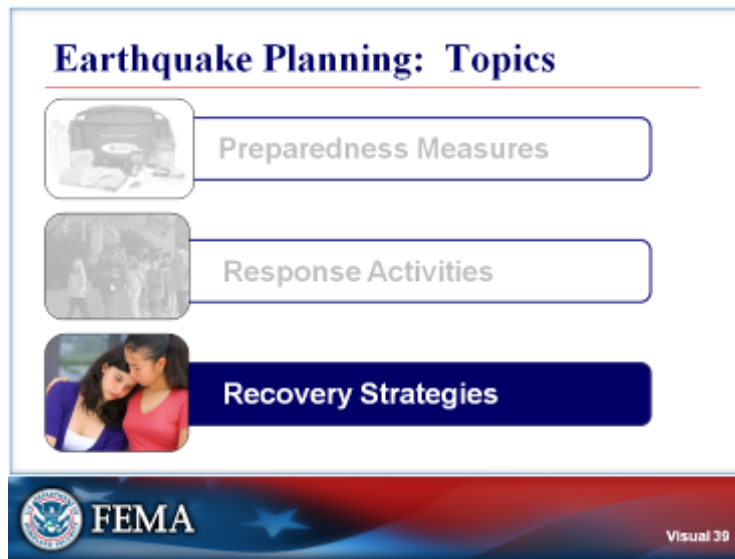 Earthquake Planning: Topics
Preparedness Measures
Response Activities
Recovery Strategies
FEMA
Visual 39